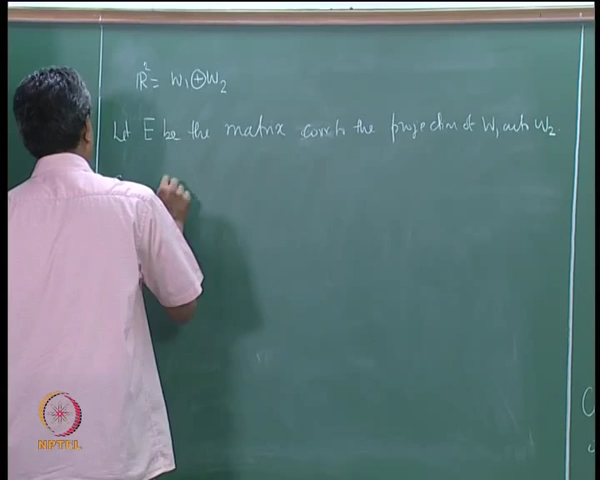 ℝ² = W₁⊕W₂
Let E be the matrix corr. to the projection of W₁ onto W₂.
NPTEL